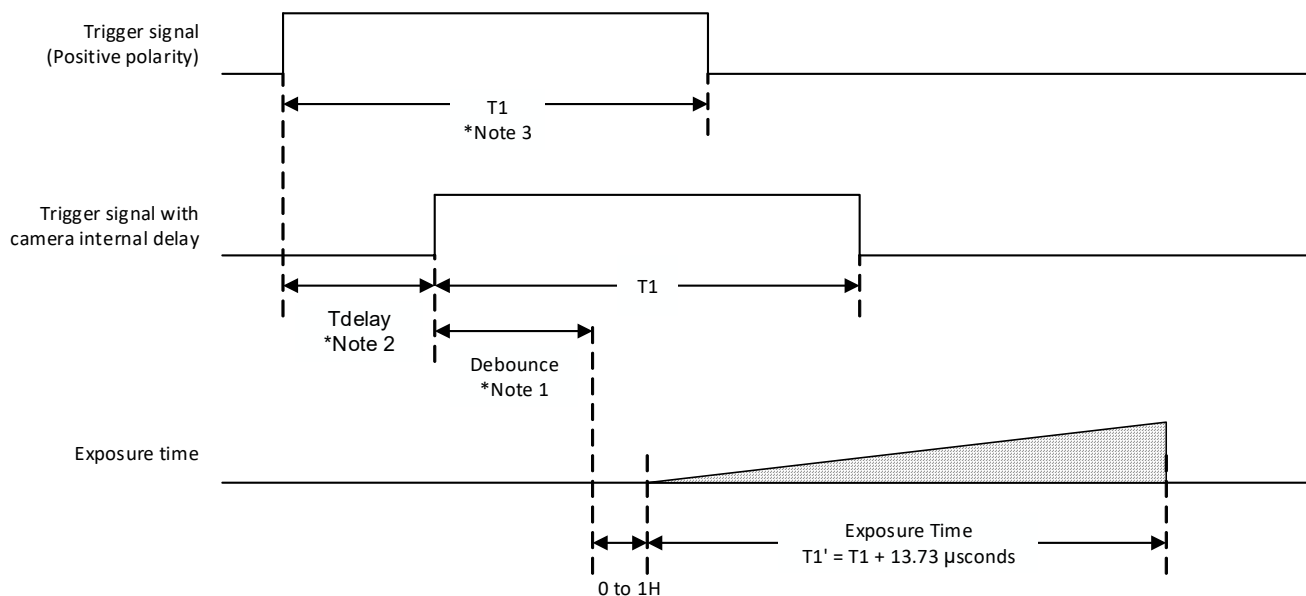 Trigger signal
(Positive polarity)
T1
*Note 3
Trigger signal with
camera internal delay
T1
Tdelay
*Note 2
Debounce
*Note 1
Exposure time
Exposure Time
T1' = T1 + 13.73 μsconds
0 to 1H